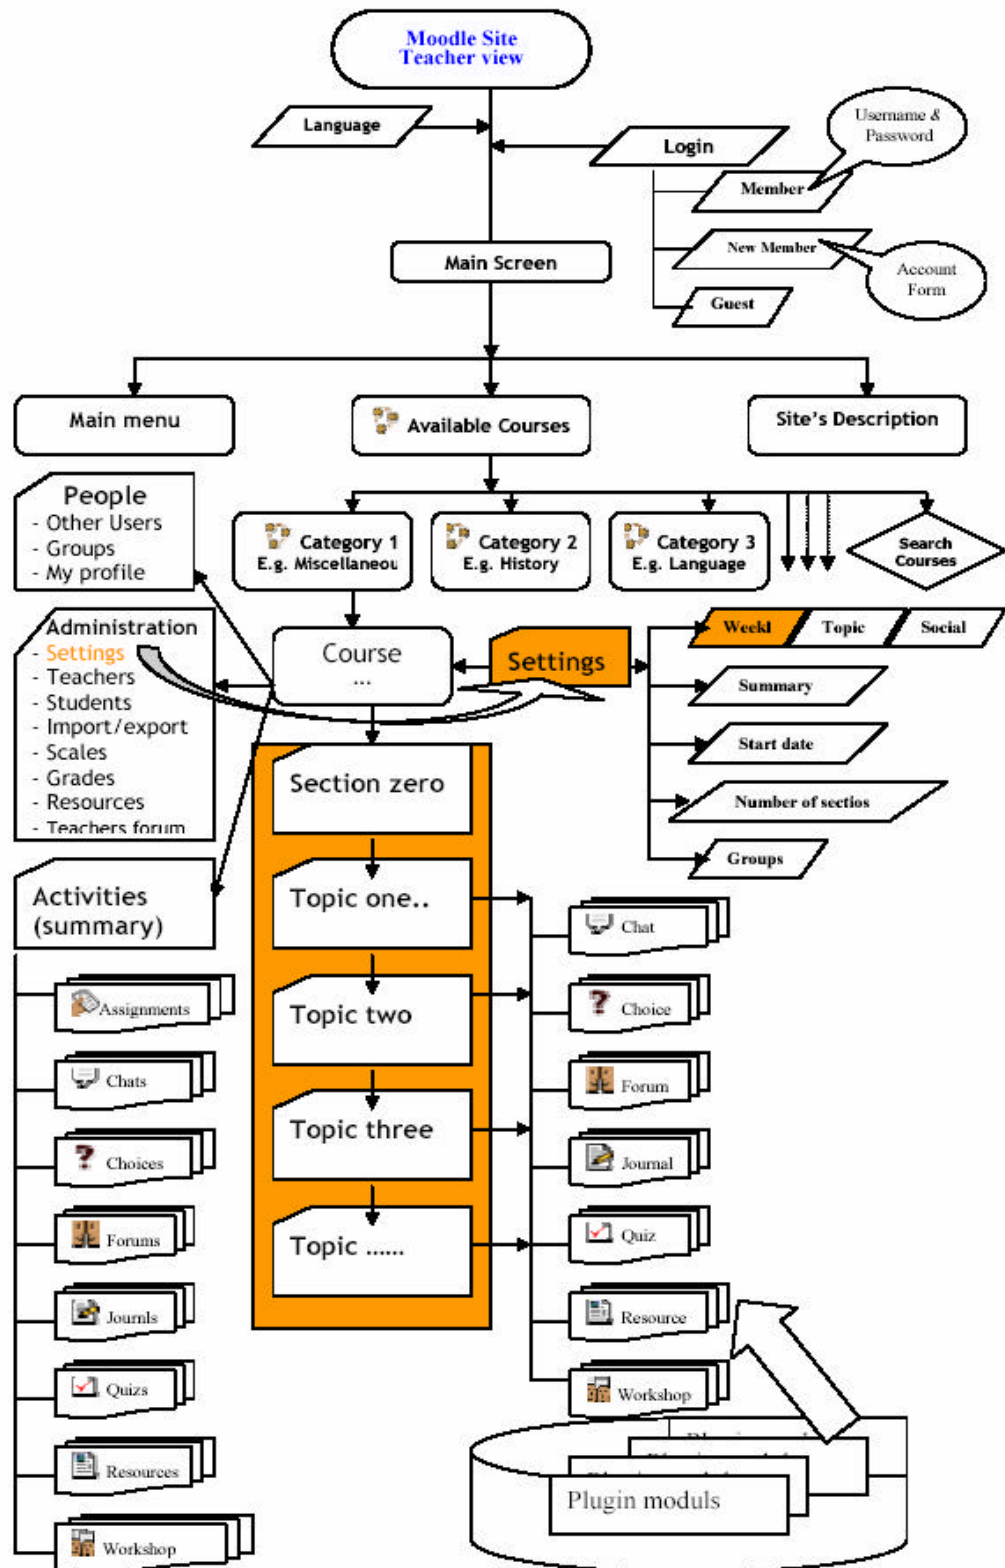 Moodle Site
Teacher view
Language
Login
Username &
Password
Member
New Member
Account
Form
Guest
Main Screen
Main menu
Available Courses
Site's Description
People
- Other Users
- Groups
- My profile
Category 1
E.g. Miscellaneou
Category 2
E.g. History
Category 3
E.g. Language
Search
Courses
Administration
- Settings
- Teachers
- Students
- Import/export
- Scales
- Grades
- Resources
- Teachers forum
Course
...
Settings
Weekl
Topic
Social
Summary
Start date
Number of sectios
Groups
Section zero
Topic one..
Topic two
Topic three
Topic ......
Activities
(summary)
Assignments
Chats
Choices
Forums
Journls
Quizs
Resources
Workshop
Chat
Choice
Forum
Journal
Quiz
Resource
Workshop
Plugin moduls